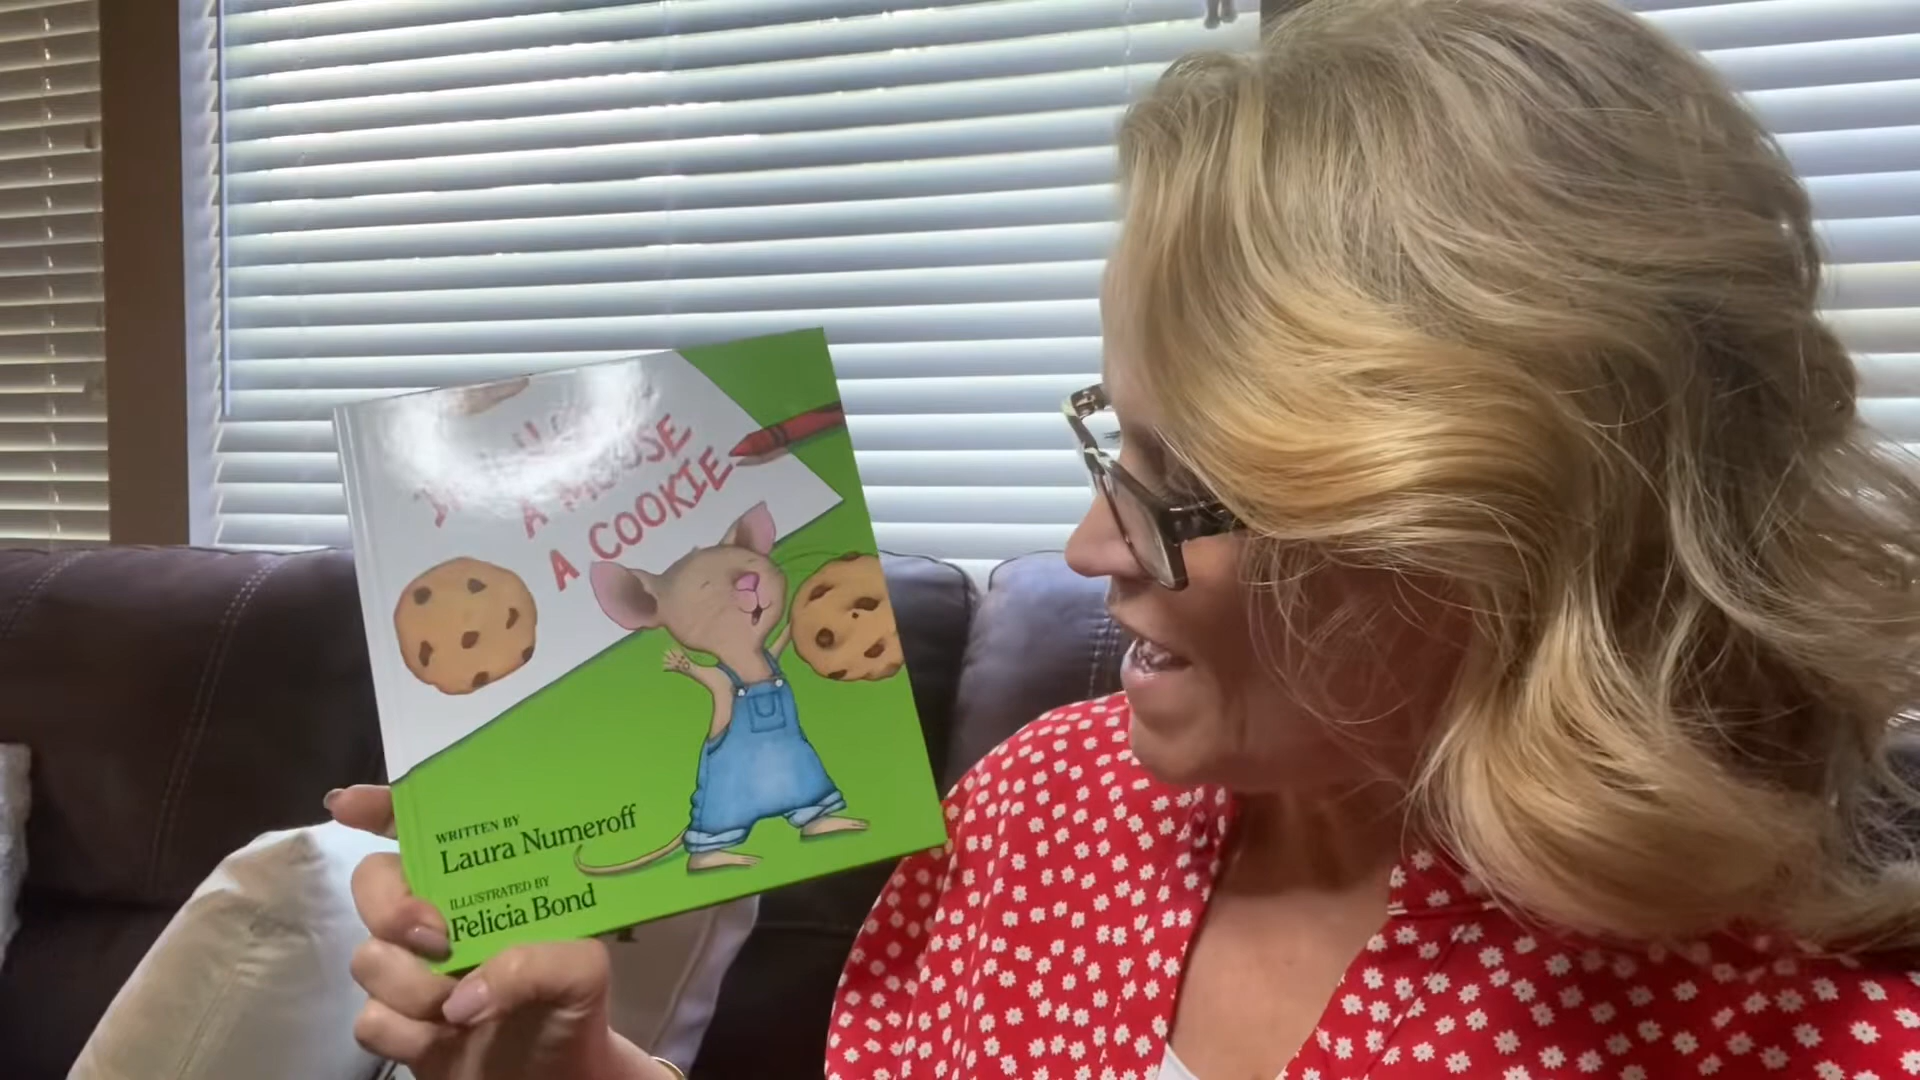 A MOUSE
A COOKIE
WRITTEN BY
Laura Numeroff
ILLUSTRATED BY
Felicia Bond